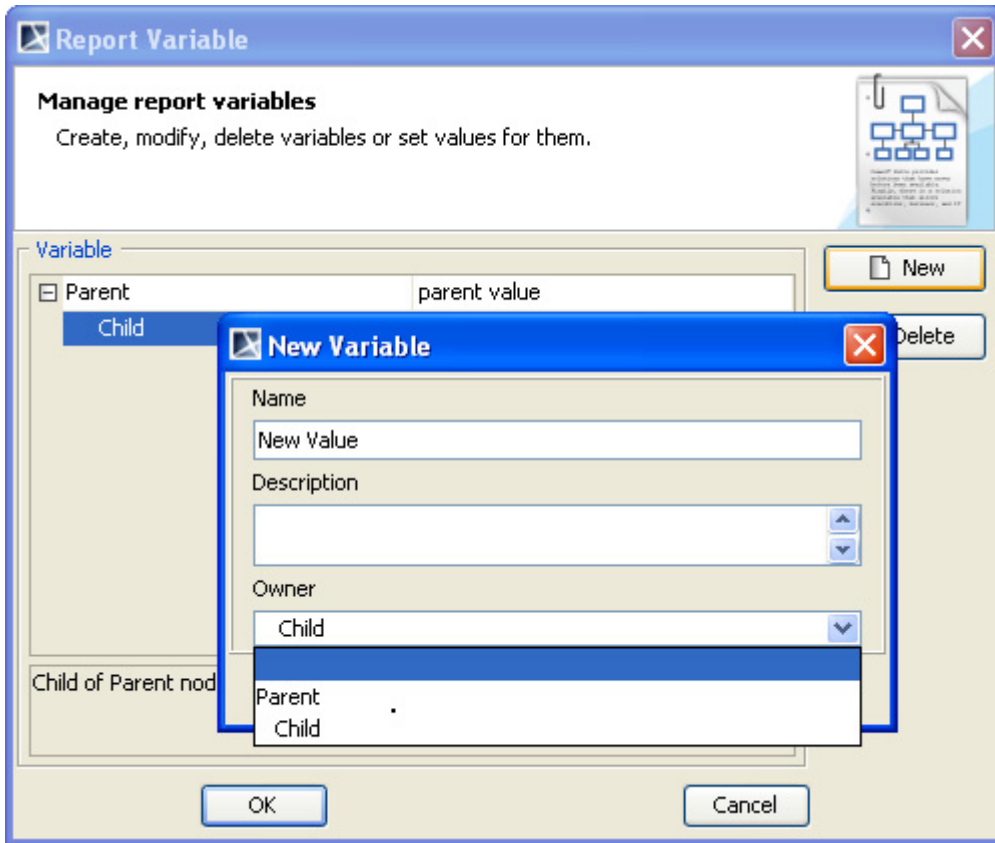 Report Variable
Manage report variables
Create, modify, delete variables or set values for them.
Variable
New
Parent parent value
Child
Delete
New Variable
Name
New Value
Description
Owner
Child
Parent
Child
Child of Parent nod
OK Cancel